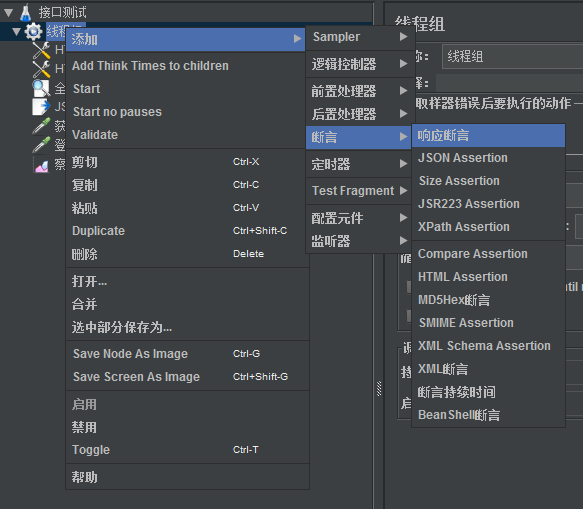 接口测试
线程组
添加
Add Think Times to children
Start
Start no pauses
Validate
剪切 Ctrl-X
复制 Ctrl-C
粘贴 Ctrl-V
Duplicate Ctrl+Shift-C
删除 Delete
打开...
合并
选中部分保存为...
Save Node As Image Ctrl-G
Save Screen As Image Ctrl+Shift-G
启用
禁用
Toggle Ctrl-T
帮助
Sampler
逻辑控制器
前置处理器
后置处理器
断言
定时器
Test Fragment
配置元件
监听器
响应断言
JSON Assertion
Size Assertion
JSR223 Assertion
XPath Assertion
Compare Assertion
HTML Assertion
MD5Hex断言
SMIME Assertion
XML Schema Assertion
XML断言
断言持续时间
BeanShell断言
线程组
称: 线程组
择:
取样器错误后要执行的动作